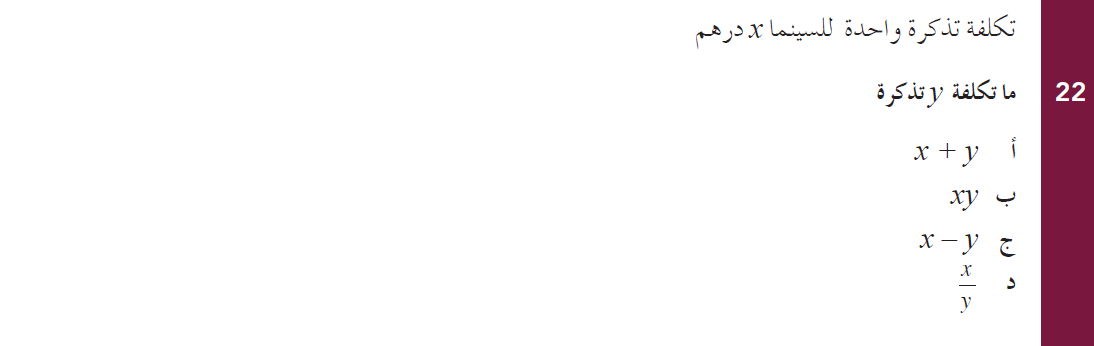 تكلفة تذكرة واحدة للسينما x درهم
22
ما تكلفة y تذكرة
أ x + y
ب xy
ج x – y
د x/y